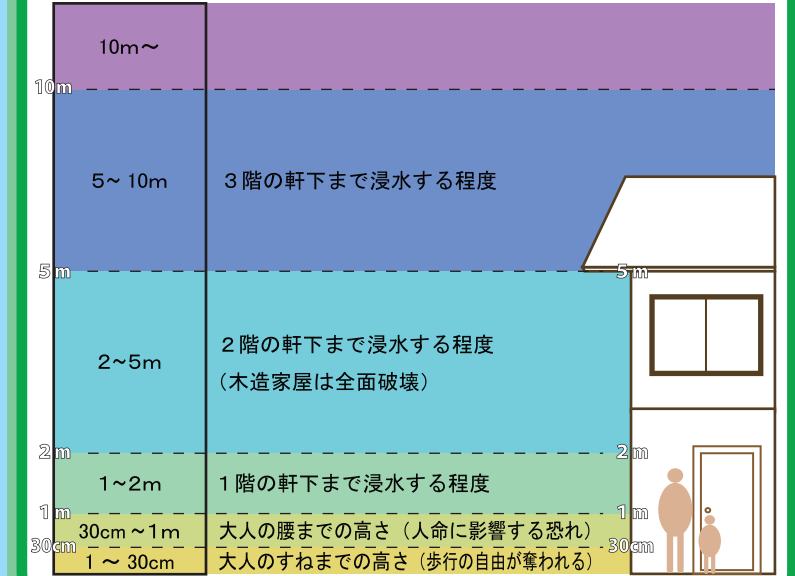 10m～
10m
5～10m
3階の軒下まで浸水する程度
5m
5m
2～5m
2階の軒下まで浸水する程度
（木造家屋は全面破壊）
2m
2m
1～2m
1階の軒下まで浸水する程度
1m
1m
30cm～1m
大人の腰までの高さ（人命に影響する恐れ）
30cm
30cm
1～30cm
大人のすねまでの高さ（歩行の自由が奪われる）